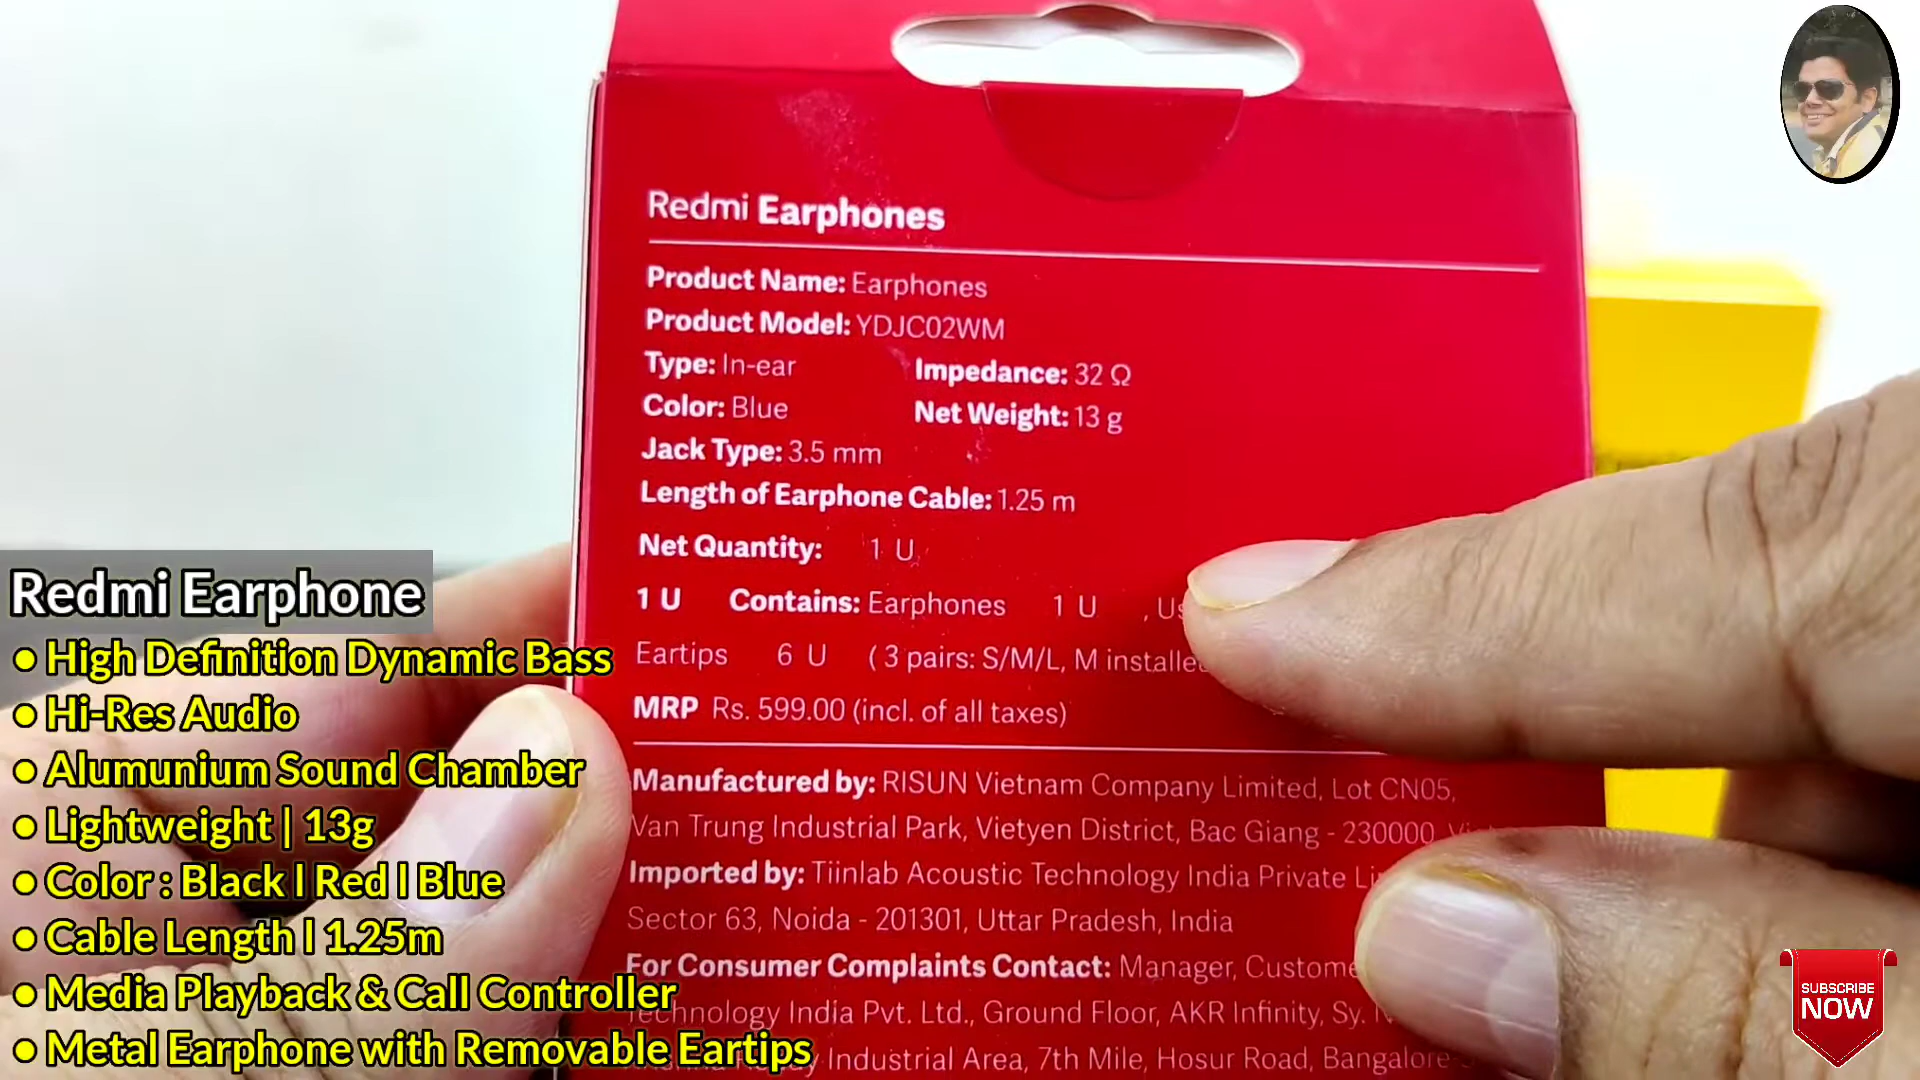 Redmi Earphones
Product Name: Earphones
Product Model: YDJC02WM
Type: In-ear Impedance: 32 Ω
Color: Blue Net Weight: 13 g
Jack Type: 3.5 mm
Length of Earphone Cable: 1.25 m
Net Quantity: 1 U
1 U Contains: Earphones 1 U ,
Eartips 6 U ( 3 pairs: S/M/L, M
MRP Rs. 599.00 (incl. of all taxes)
Manufactured by: RISUN Vietnam Company Limited, Lot CN05,
Van Trung Industrial Park, Vietyen District, Bac Giang - 230000,
Imported by: Tiinlab Acoustic Technology India Private
Sector 63, Noida - 201301, Uttar Pradesh, India
For Consumer Complaints Contact: Manager,
Technology India Pvt. Ltd., Ground Floor, AKR Infinity, Sy.
Industrial Area, 7th Mile, Hosur Road, Bangalore
Redmi Earphone
● High Definition Dynamic Bass
● Hi-Res Audio
● Alumunium Sound Chamber
● Lightweight | 13g
● Color : Black l Red l Blue
● Cable Length l 1.25m
● Media Playback & Call Controller
● Metal Earphone with Removable Eartips
SUBSCRIBE
NOW